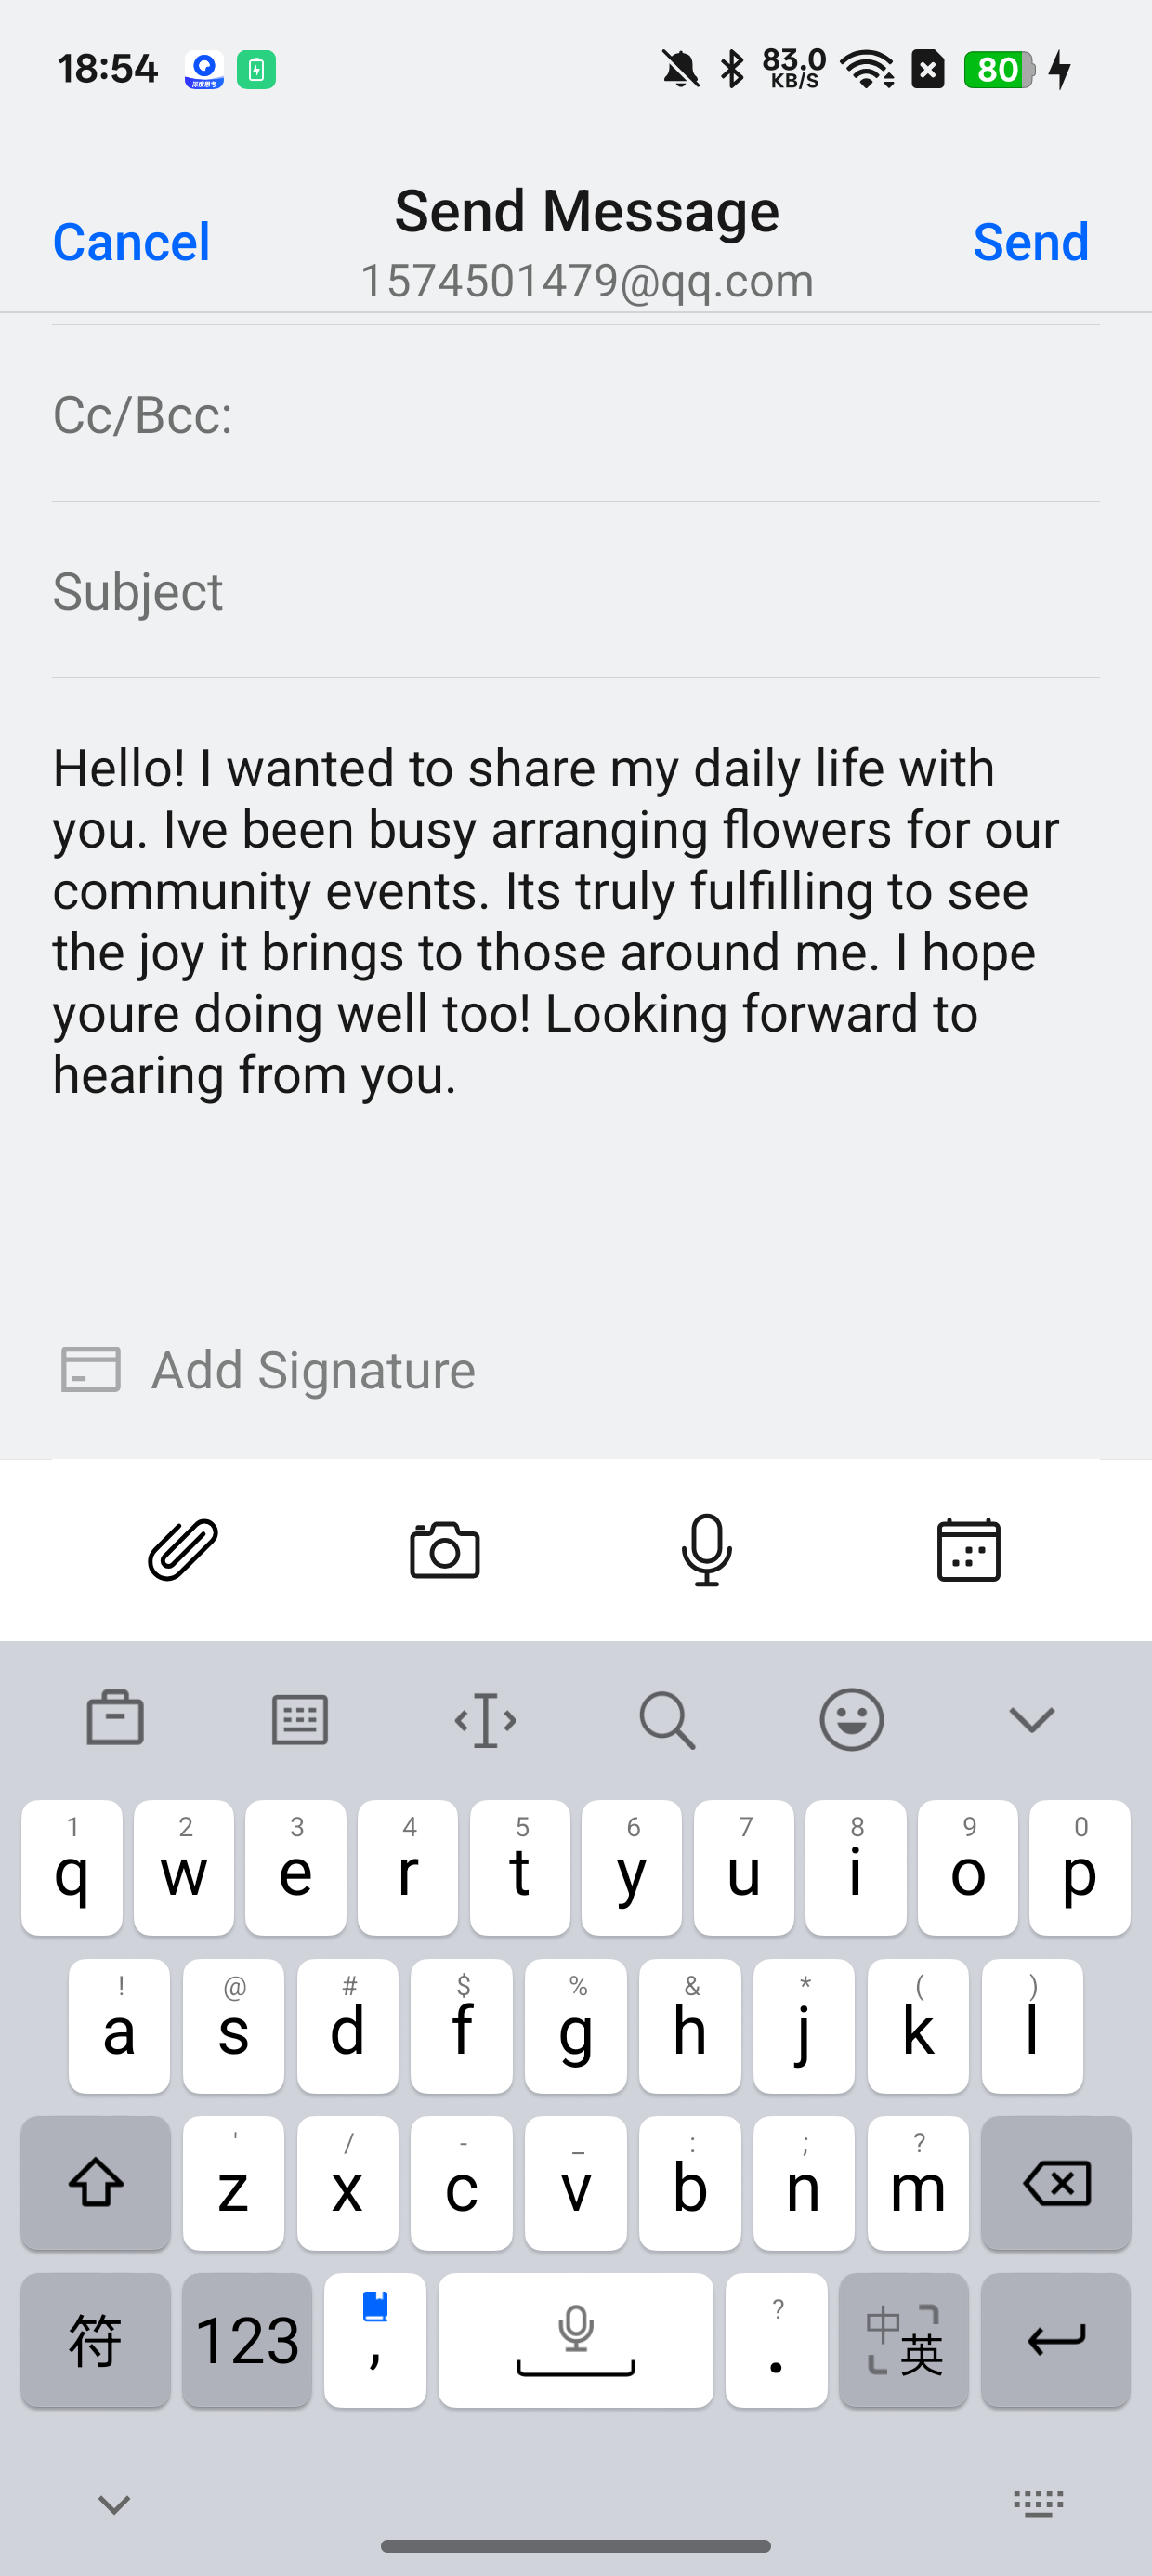 18:54
83.0
KB/S
80
Cancel
Send Message
1574501479@qq.com
Send
Cc/Bcc:
Subject
Hello! I wanted to share my daily life with
you. Ive been busy arranging flowers for our
community events. Its truly fulfilling to see
the joy it brings to those around me. I hope
youre doing well too! Looking forward to
hearing from you.
Add Signature
1 2 3 4 5 6 7 8 9 0
q w e r t y u i o p
! @ # $ % & * ( )
a s d f g h j k l
' / - _ : ; ?
z x c v b n m
符 123 , ? . 中 英